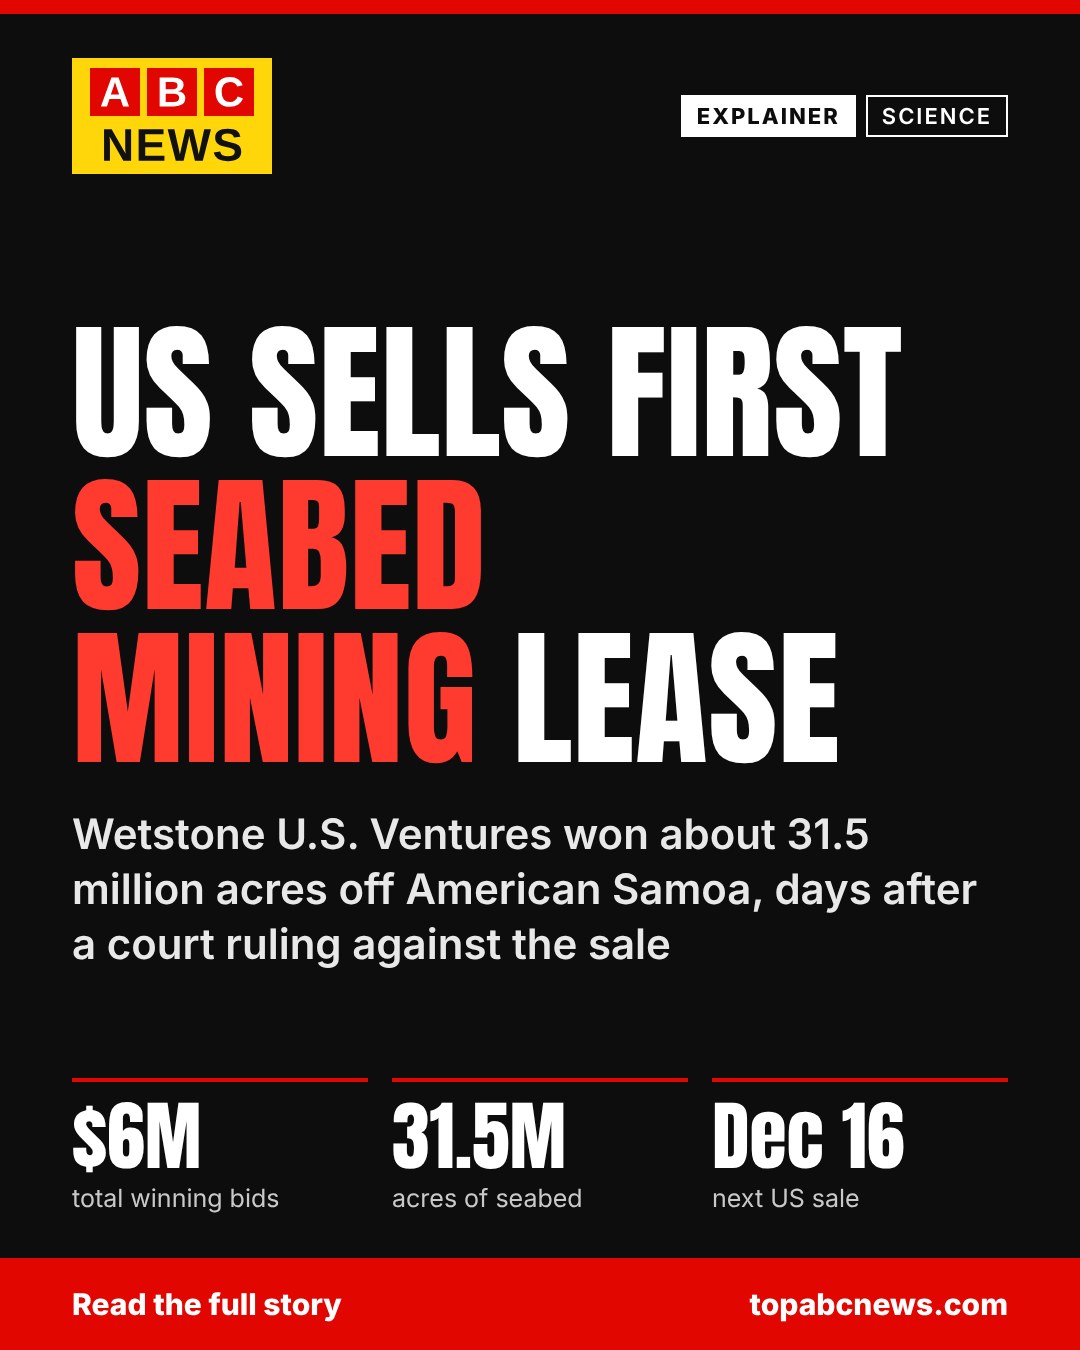 ABC
NEWS
EXPLAINER
SCIENCE
US SELLS FIRST
SEABED
MINING LEASE
Wetstone U.S. Ventures won about 31.5
million acres off American Samoa, days after
a court ruling against the sale
$6M
total winning bids
31.5M
acres of seabed
Dec 16
next US sale
Read the full story
topabcnews.com